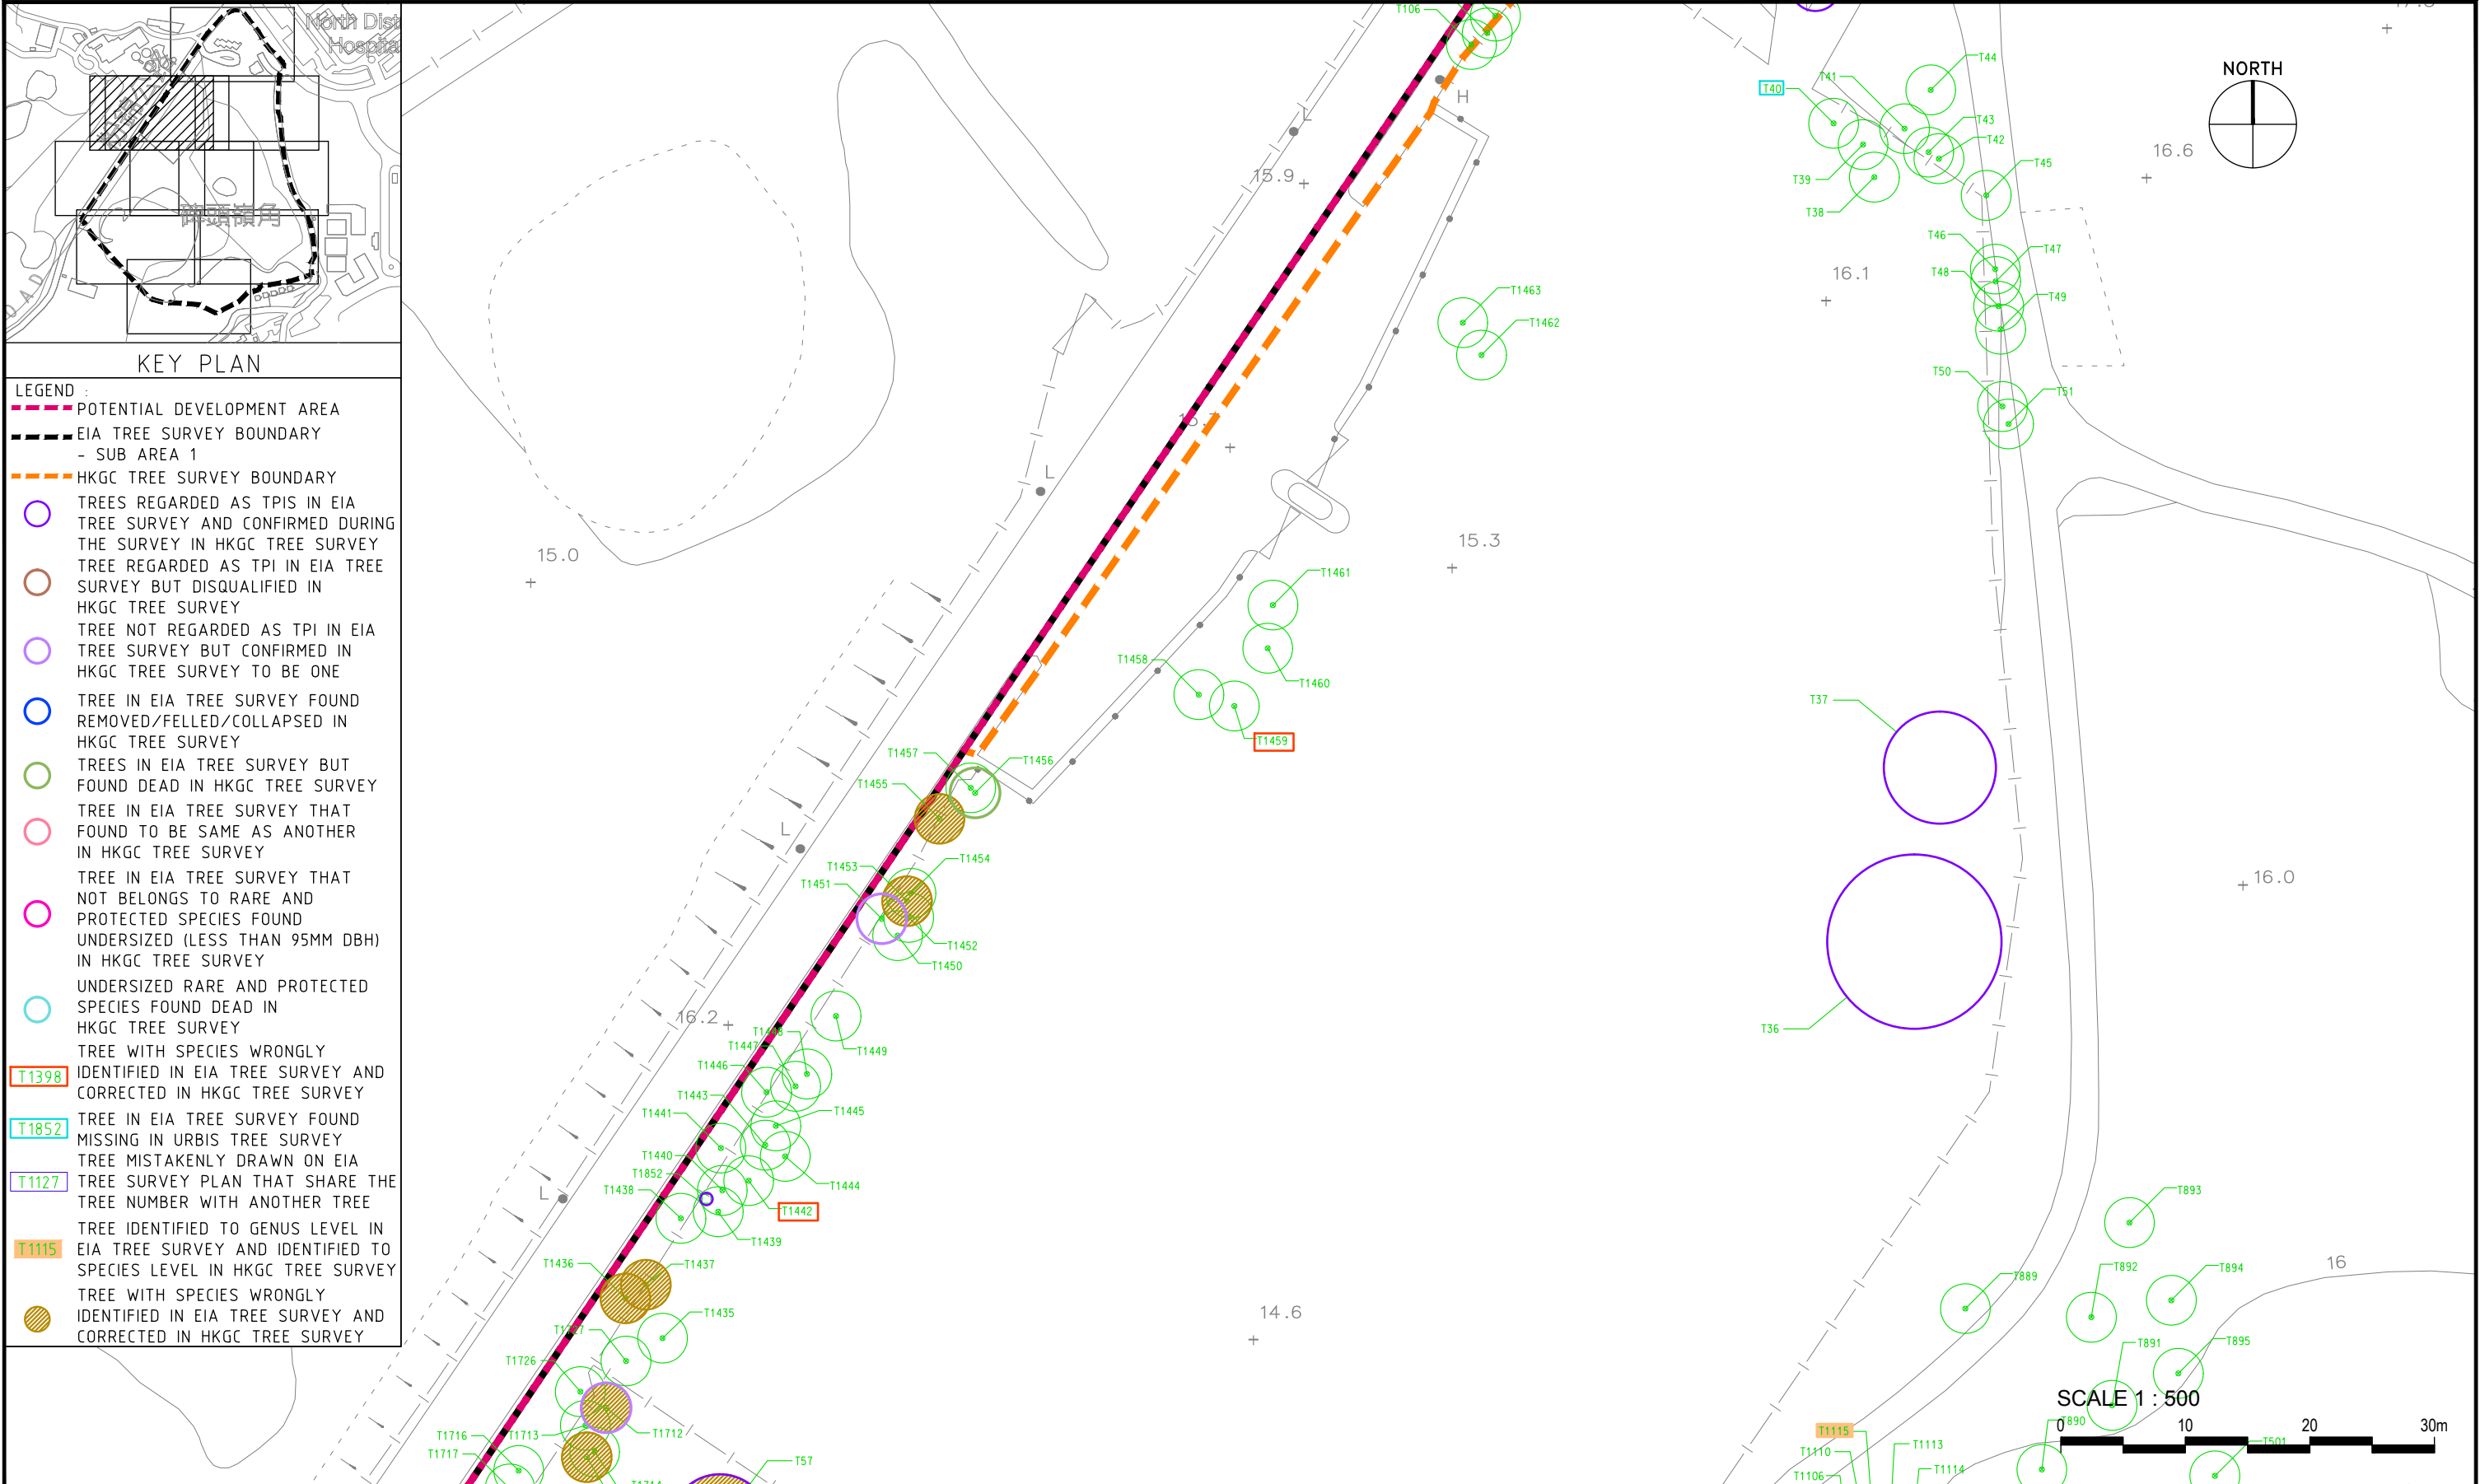 North Dist
Hospita
碑頭嶺角
KEY PLAN
LEGEND :
POTENTIAL DEVELOPMENT AREA
EIA TREE SURVEY BOUNDARY
- SUB AREA 1
HKGC TREE SURVEY BOUNDARY
TREES REGARDED AS TPIS IN EIA
TREE SURVEY AND CONFIRMED DURING
THE SURVEY IN HKGC TREE SURVEY
TREE REGARDED AS TPI IN EIA TREE
SURVEY BUT DISQUALIFIED IN
HKGC TREE SURVEY
TREE NOT REGARDED AS TPI IN EIA
TREE SURVEY BUT CONFIRMED IN
HKGC TREE SURVEY TO BE ONE
TREE IN EIA TREE SURVEY FOUND
REMOVED/FELLED/COLLAPSED IN
HKGC TREE SURVEY
TREES IN EIA TREE SURVEY BUT
FOUND DEAD IN HKGC TREE SURVEY
TREE IN EIA TREE SURVEY THAT
FOUND TO BE SAME AS ANOTHER
IN HKGC TREE SURVEY
TREE IN EIA TREE SURVEY THAT
NOT BELONGS TO RARE AND
PROTECTED SPECIES FOUND
UNDERSIZED (LESS THAN 95MM DBH)
IN HKGC TREE SURVEY
UNDERSIZED RARE AND PROTECTED
SPECIES FOUND DEAD IN
HKGC TREE SURVEY
TREE WITH SPECIES WRONGLY
T1398 IDENTIFIED IN EIA TREE SURVEY AND
CORRECTED IN HKGC TREE SURVEY
TREE IN EIA TREE SURVEY FOUND
T1852 MISSING IN URBIS TREE SURVEY
TREE MISTAKENLY DRAWN ON EIA
T1127 TREE SURVEY PLAN THAT SHARE THE
TREE NUMBER WITH ANOTHER TREE
TREE IDENTIFIED TO GENUS LEVEL IN
T1115 EIA TREE SURVEY AND IDENTIFIED TO
SPECIES LEVEL IN HKGC TREE SURVEY
TREE WITH SPECIES WRONGLY
IDENTIFIED IN EIA TREE SURVEY AND
CORRECTED IN HKGC TREE SURVEY
T106
H
L
15.9
T1463
T1462
L
15.0
15.3
T1461
T1460
T1458
T1459
T1457
T1456
T1455
L
T1454
T1453
T1451
T1452
T1450
16.2
T1449
T1447
T1446
T1443
T1445
T1441
T1440
T1852
T1444
T1438
L
T1442
T1439
T1436
T1437
T1435
T1726
T1713
T1712
T1716
T1717
T57
14.6
NORTH
T44
T41
T40
T43
T42
T39
T45
T38
16.6
T46
T47
T48
T49
16.1
T50
T51
T37
T36
16.0
T893
T889
T892
T894
16
T891
T895
SCALE 1 : 500
T890
0 10 20 30m
T501
T1115
T1110
T1113
T1106
T1114